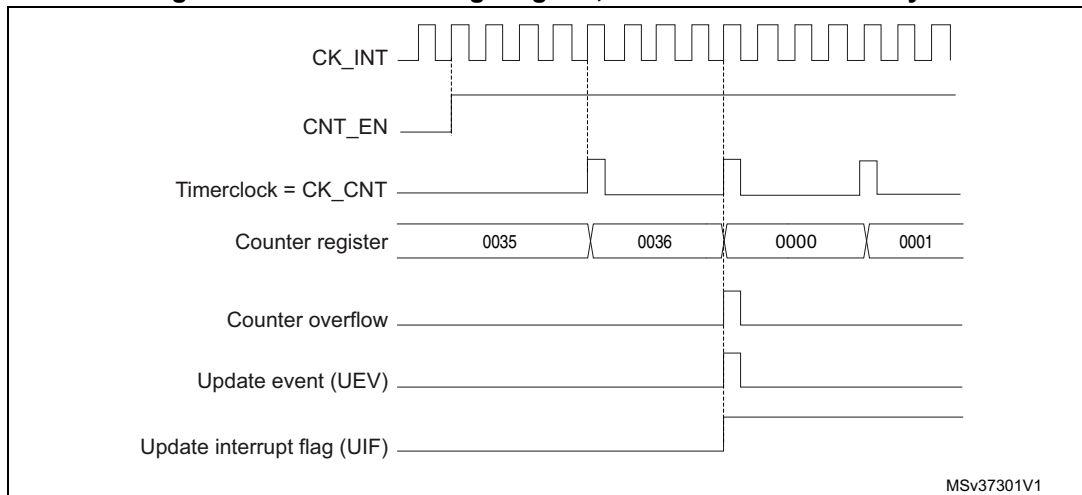 CK_INT
CNT_EN
Timerclock = CK_CNT
Counter register
0035
0036
0000
0001
Counter overflow
Update event (UEV)
Update interrupt flag (UIF)
MSv37301V1